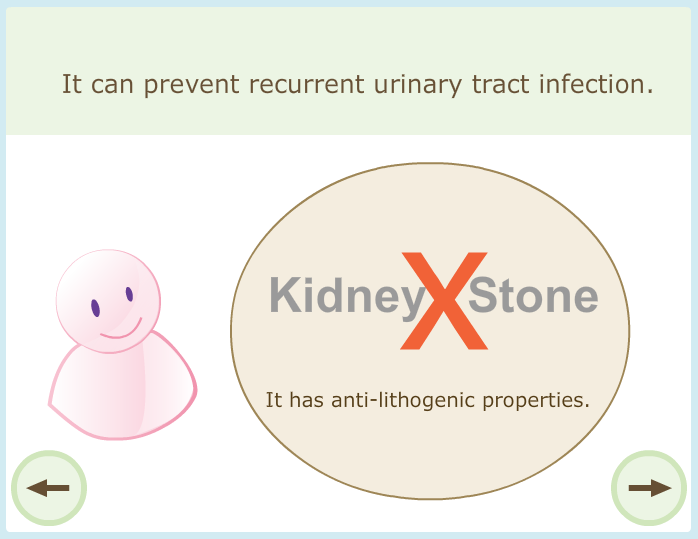 It can prevent recurrent urinary tract infection.
Kidney X Stone
It has anti-lithogenic properties.